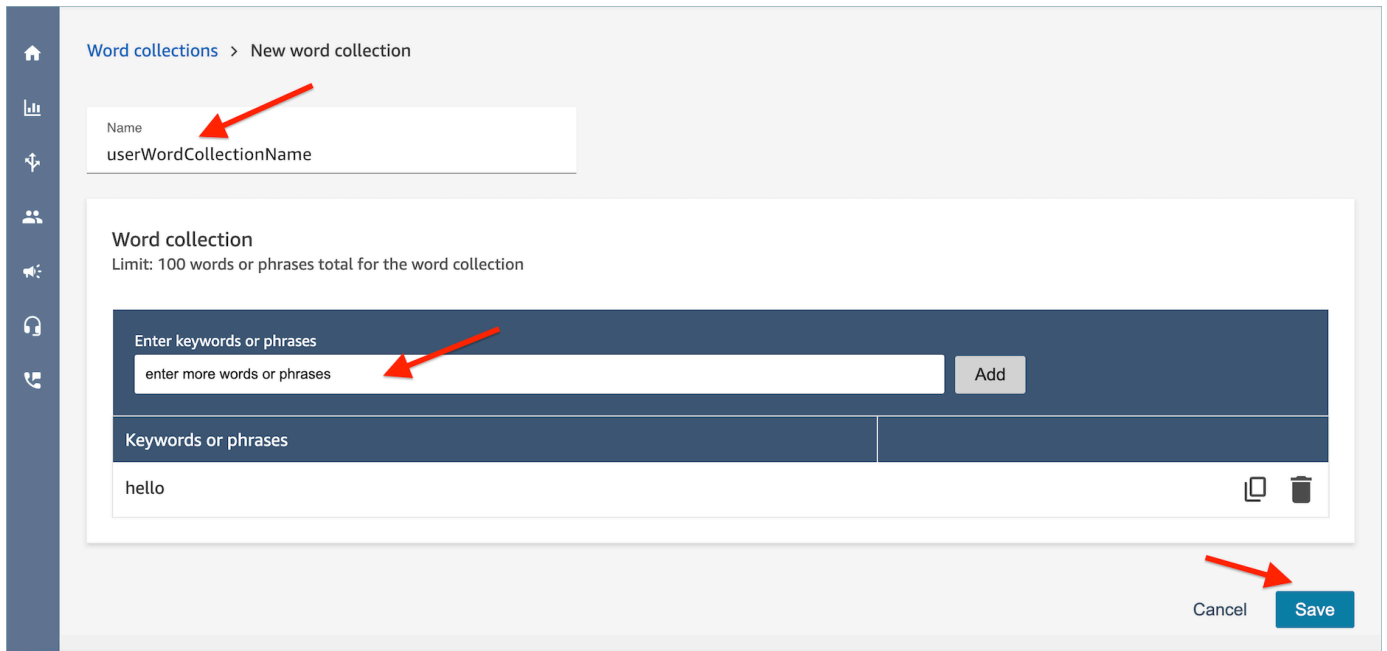 Word collections > New word collection
Name
userWordCollectionName
Word collection
Limit: 100 words or phrases total for the word collection
Enter keywords or phrases
enter more words or phrases
Add
Keywords or phrases
hello
Cancel
Save